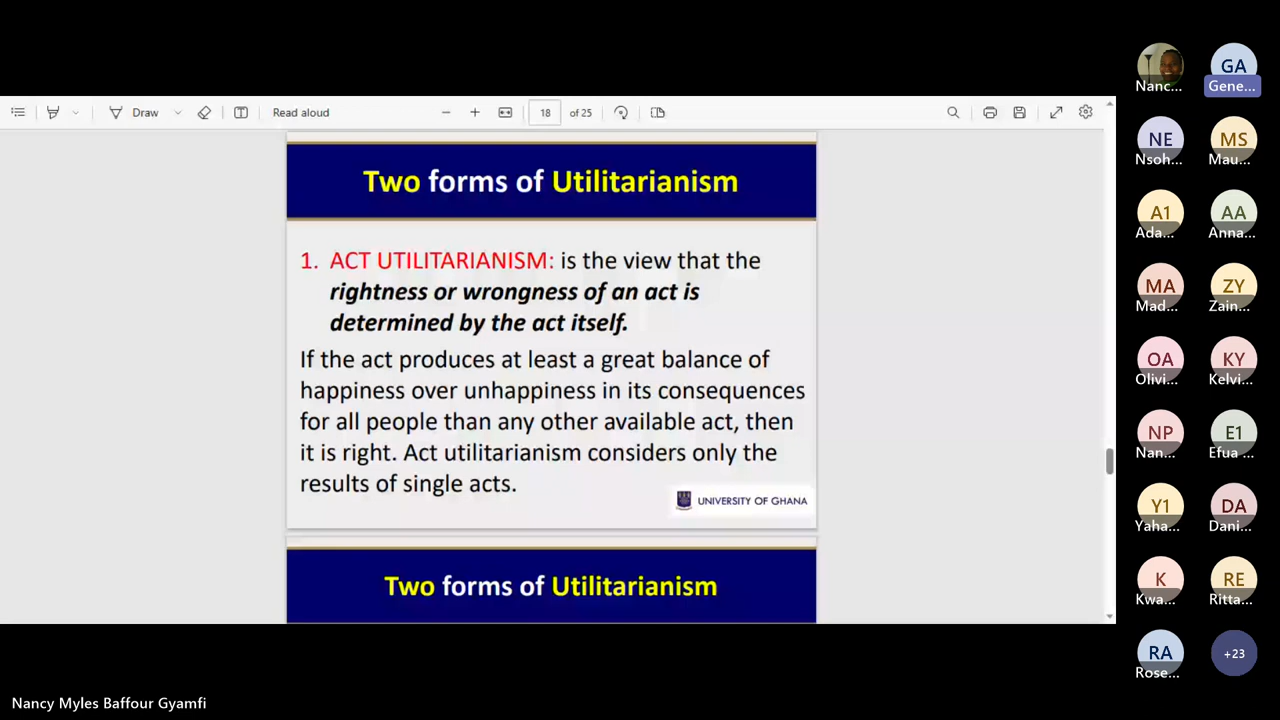 Draw
Read aloud
18
of 25
Two forms of Utilitarianism
1. ACT UTILITARIANISM: is the view that the
rightness or wrongness of an act is
determined by the act itself.
If the act produces at least a great balance of
happiness over unhappiness in its consequences
for all people than any other available act, then
it is right. Act utilitarianism considers only the
results of single acts.
UNIVERSITY OF GHANA
Two forms of Utilitarianism
Nanc...
GA
Gene...
NE
Nsoh...
MS
Mau...
A1
Ada...
AA
Anna...
MA
Mad...
ZY
Zain...
OA
Olivi...
KY
Kelvi...
NP
Nan...
E1
Efua ...
Y1
Yaha...
DA
Dani...
K
Kwa...
RE
Ritta...
RA
Rose...
+23
Nancy Myles Baffour Gyamfi